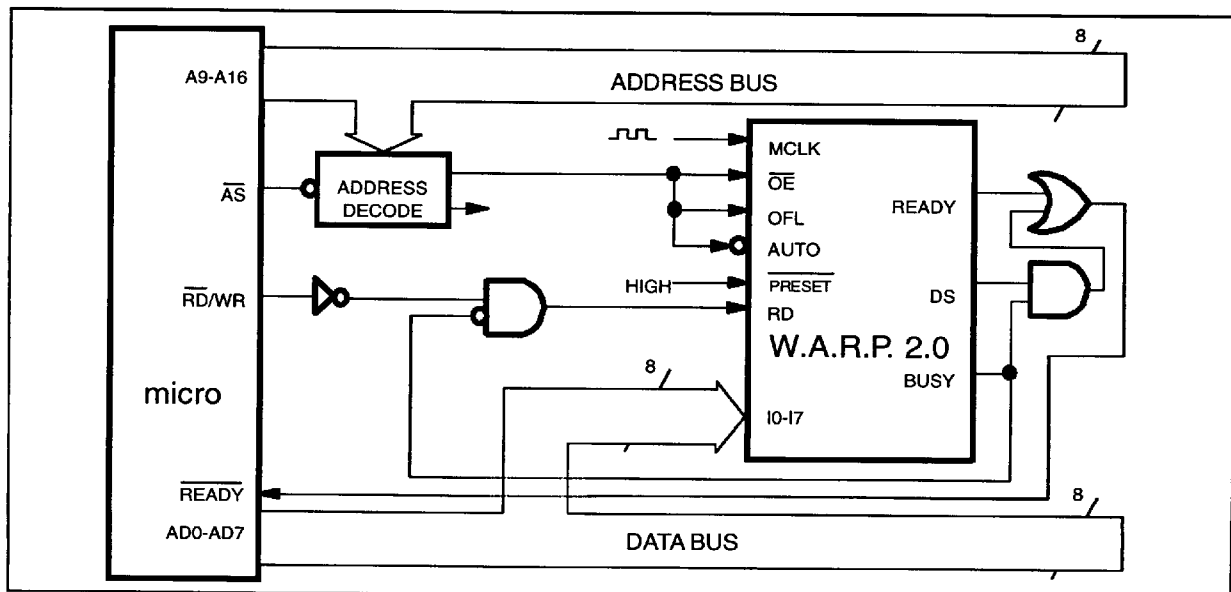 8
A9-A16
ADDRESS BUS
MCLK
AS
ADDRESS
DECODE
OE
READY
OFL
AUTO
RD/WR
HIGH
PRESET
DS
RD
W.A.R.P. 2.0
8
BUSY
micro
I0-I7
READY
8
AD0-AD7
DATA BUS